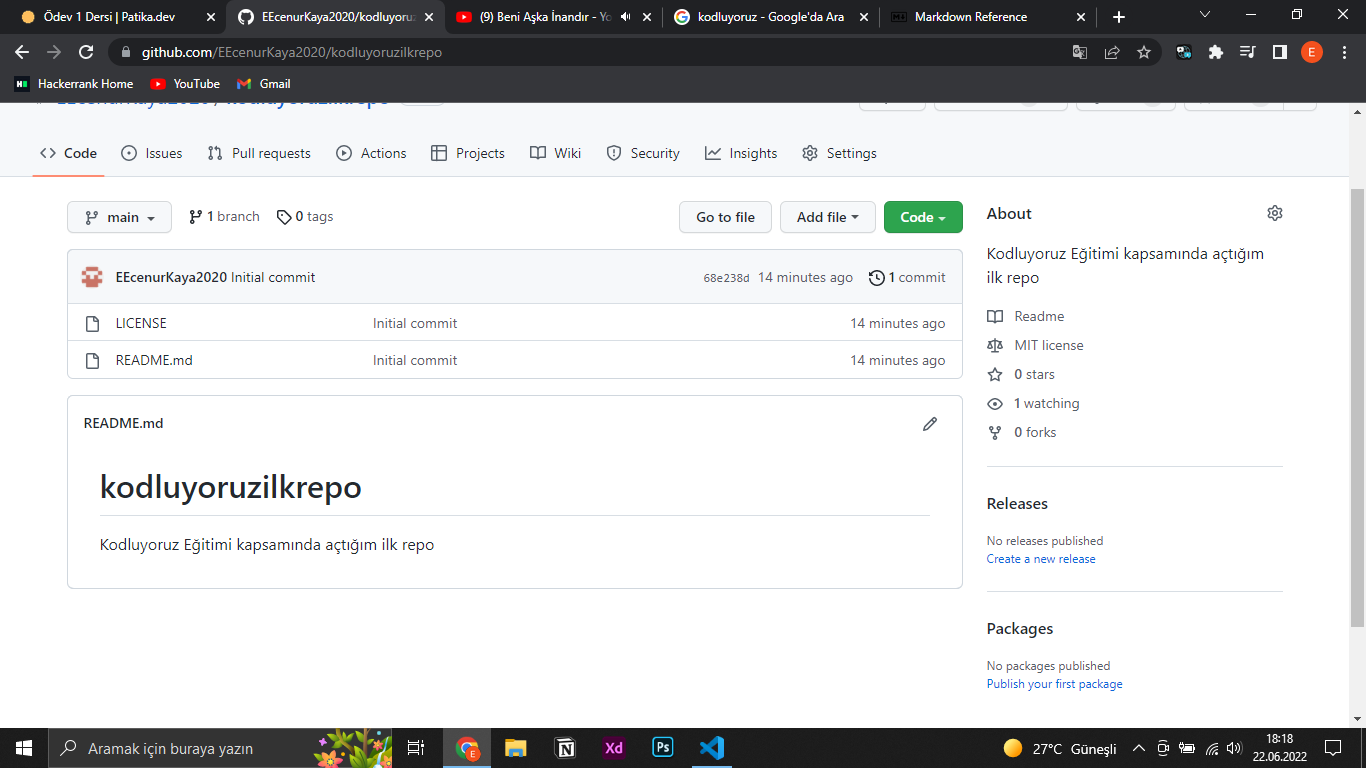 Ödev 1 Dersi | Patika.dev
EEcenurKaya2020/kodluyoruz
(9) Beni Aşka İnandır - Yo
kodluyoruz - Google'da Ara
Markdown Reference
github.com/EEcenurKaya2020/kodluyoruzilkrepo
E
Hackerrank Home
YouTube
Gmail
EEcenurKaya2020 / kodluyoruzilkrepo
Code
Issues
Pull requests
Actions
Projects
Wiki
Security
Insights
Settings
main
1 branch
0 tags
Go to file
Add file
Code
EEcenurKaya2020 Initial commit
68e238d 14 minutes ago
1 commit
LICENSE Initial commit 14 minutes ago
README.md Initial commit 14 minutes ago
README.md
kodluyoruzilkrepo
Kodluyoruz Eğitimi kapsamında açtığım ilk repo
About
Kodluyoruz Eğitimi kapsamında açtığım
ilk repo
Readme
MIT license
0 stars
1 watching
0 forks
Releases
No releases published
Create a new release
Packages
No packages published
Publish your first package
Aramak için buraya yazın
E
N
Xd
Ps
27°C Güneşli
18:18
22.06.2022